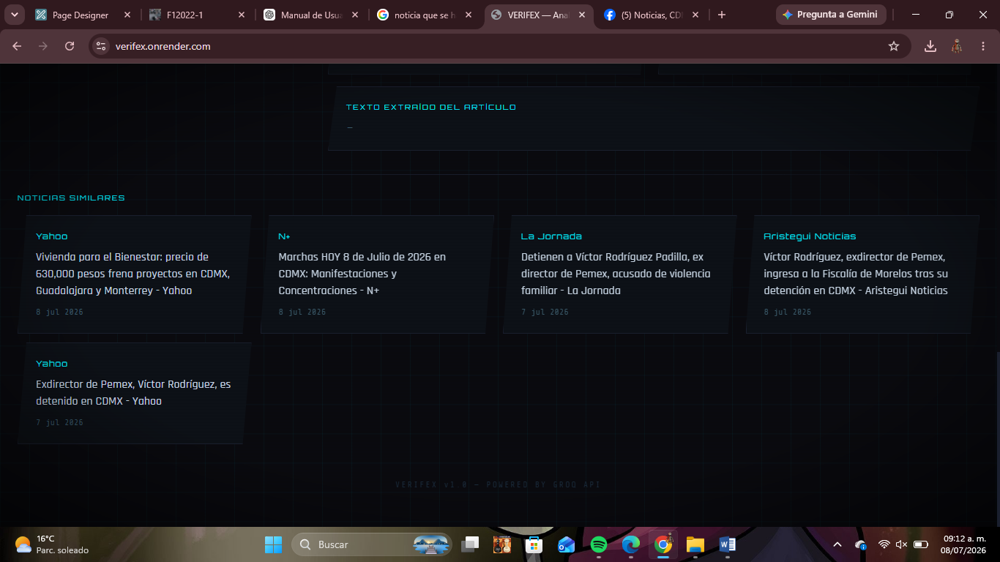 Page Designer
F12022-1
Manual de Usua
noticia que se h
VERIFEX — Anal
(5) Noticias, CD
Pregunta a Gemini
verifex.onrender.com
TEXTO EXTRAÍDO DEL ARTÍCULO
—
NOTICIAS SIMILARES
Yahoo
Vivienda para el Bienestar: precio de
630,000 pesos frena proyectos en CDMX,
Guadalajara y Monterrey - Yahoo
8 jul 2026
N+
Marchas HOY 8 de Julio de 2026 en
CDMX: Manifestaciones y
Concentraciones - N+
8 jul 2026
La Jornada
Detienen a Víctor Rodríguez Padilla, ex
director de Pemex, acusado de violencia
familiar - La Jornada
7 jul 2026
Aristegui Noticias
Víctor Rodríguez, exdirector de Pemex,
ingresa a la Fiscalía de Morelos tras su
detención en CDMX - Aristegui Noticias
8 jul 2026
Yahoo
Exdirector de Pemex, Víctor Rodríguez, es
detenido en CDMX - Yahoo
7 jul 2026
VERIFEX v1.0 — POWERED BY GROQ API
16°C
Parc. soleado
Buscar
09:12 a. m.
08/07/2026